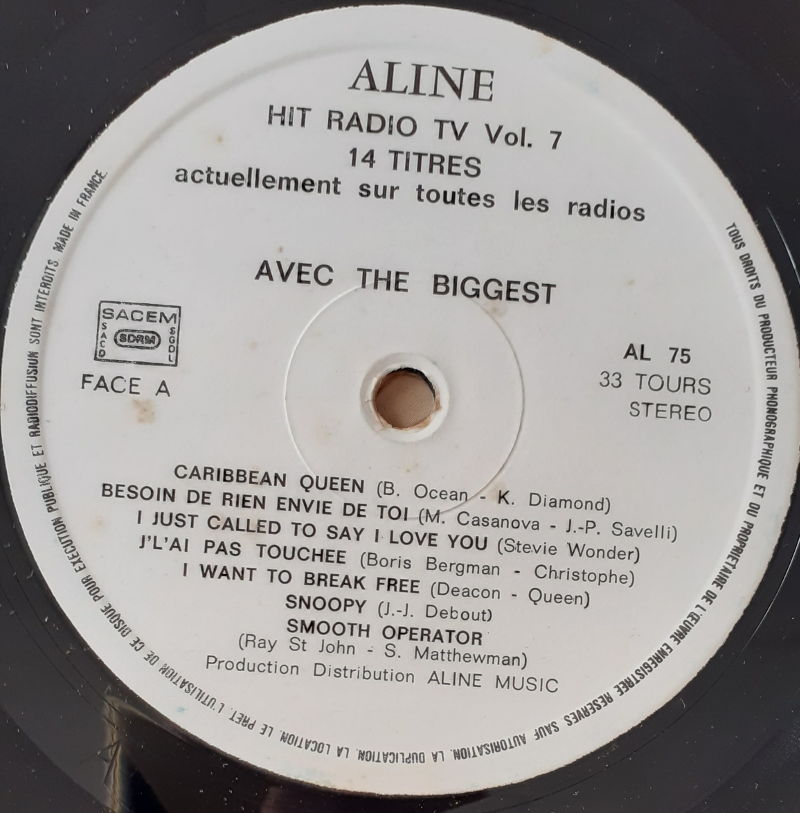 ALINE
HIT RADIO TV Vol. 7
14 TITRES
actuellement sur toutes les radios
AVEC THE BIGGEST
SACEM
SACD
SDRM
SGDL
FACE A
AL 75
33 TOURS
STEREO
CARIBBEAN QUEEN (B. Ocean - K. Diamond)
BESOIN DE RIEN ENVIE DE TOI (M. Casanova - J.-P. Savelli)
I JUST CALLED TO SAY I LOVE YOU (Stevie Wonder)
J'L'AI PAS TOUCHEE (Boris Bergman - Christophe)
I WANT TO BREAK FREE (Deacon - Queen)
SNOOPY (J.-J. Debout)
SMOOTH OPERATOR
(Ray St John - S. Matthewman)
Production Distribution ALINE MUSIC
TOUS DROITS DU PRODUCTEUR PHONOGRAPHIQUE ET DU PROPRIETAIRE DE L'ŒUVRE ENREGISTREE RESERVES SAUF AUTORISATION. LA DUPLICATION. LA LOCATION. LE PRET. L'UTILISATION DE CE DISQUE POUR EXECUTION PUBLIQUE ET RADIODIFFUSION SONT INTERDITS MADE IN FRANCE.